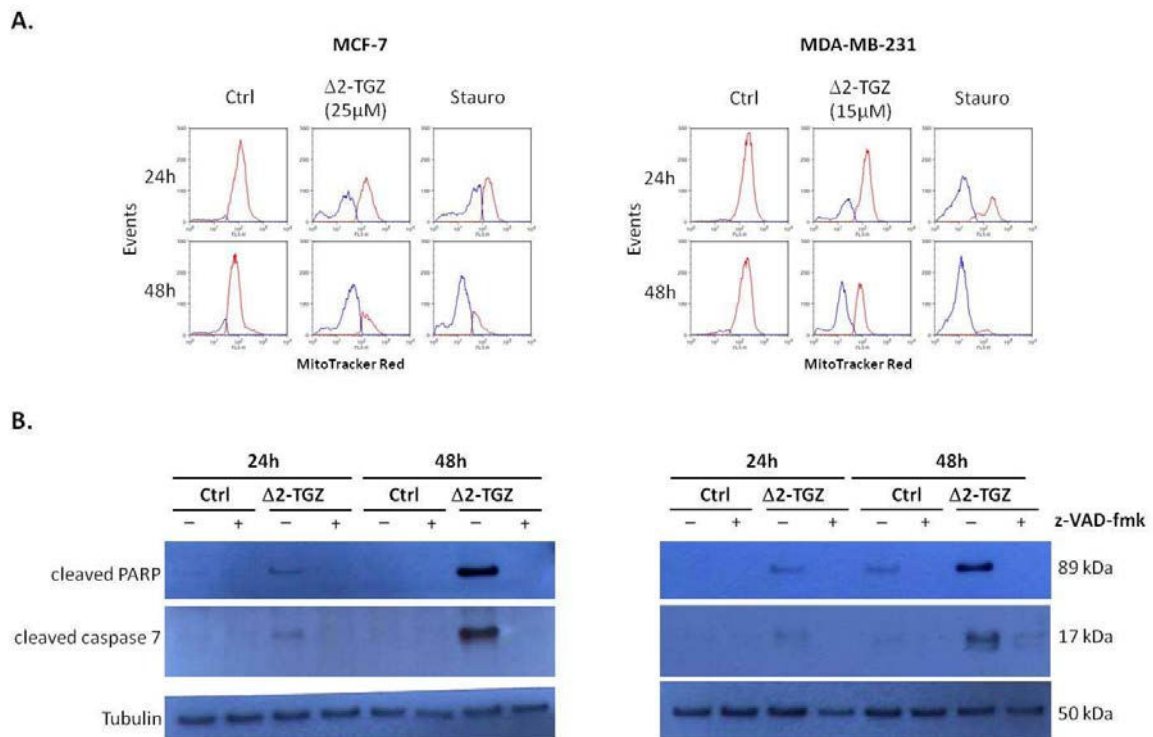 A.
MCF-7
MDA-MB-231
Ctrl
Δ2-TGZ
(25μM)
Stauro
Ctrl
Δ2-TGZ
(15μM)
Stauro
24h
48h
Events
MitoTracker Red
24h
48h
Events
MitoTracker Red
B.
24h 48h
Ctrl Δ2-TGZ Ctrl Δ2-TGZ
– + – + – + – +
24h 48h
Ctrl Δ2-TGZ Ctrl Δ2-TGZ
– + – + – + – + z-VAD-fmk
cleaved PARP
89 kDa
cleaved caspase 7
17 kDa
Tubulin
50 kDa